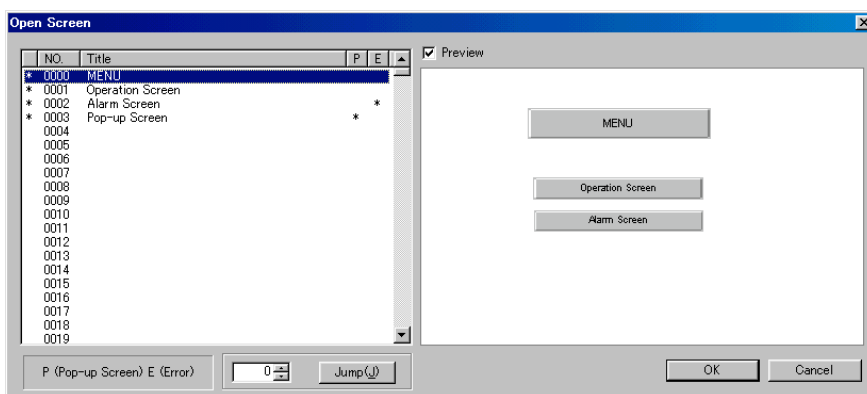 Open Screen
NO. Title P E
* 0000 MENU
* 0001 Operation Screen
* 0002 Alarm Screen *
* 0003 Pop-up Screen *
0004
0005
0006
0007
0008
0009
0010
0011
0012
0013
0014
0015
0016
0017
0018
0019
P (Pop-up Screen) E (Error)
0
Jump(J)
Preview
MENU
Operation Screen
Alarm Screen
OK
Cancel